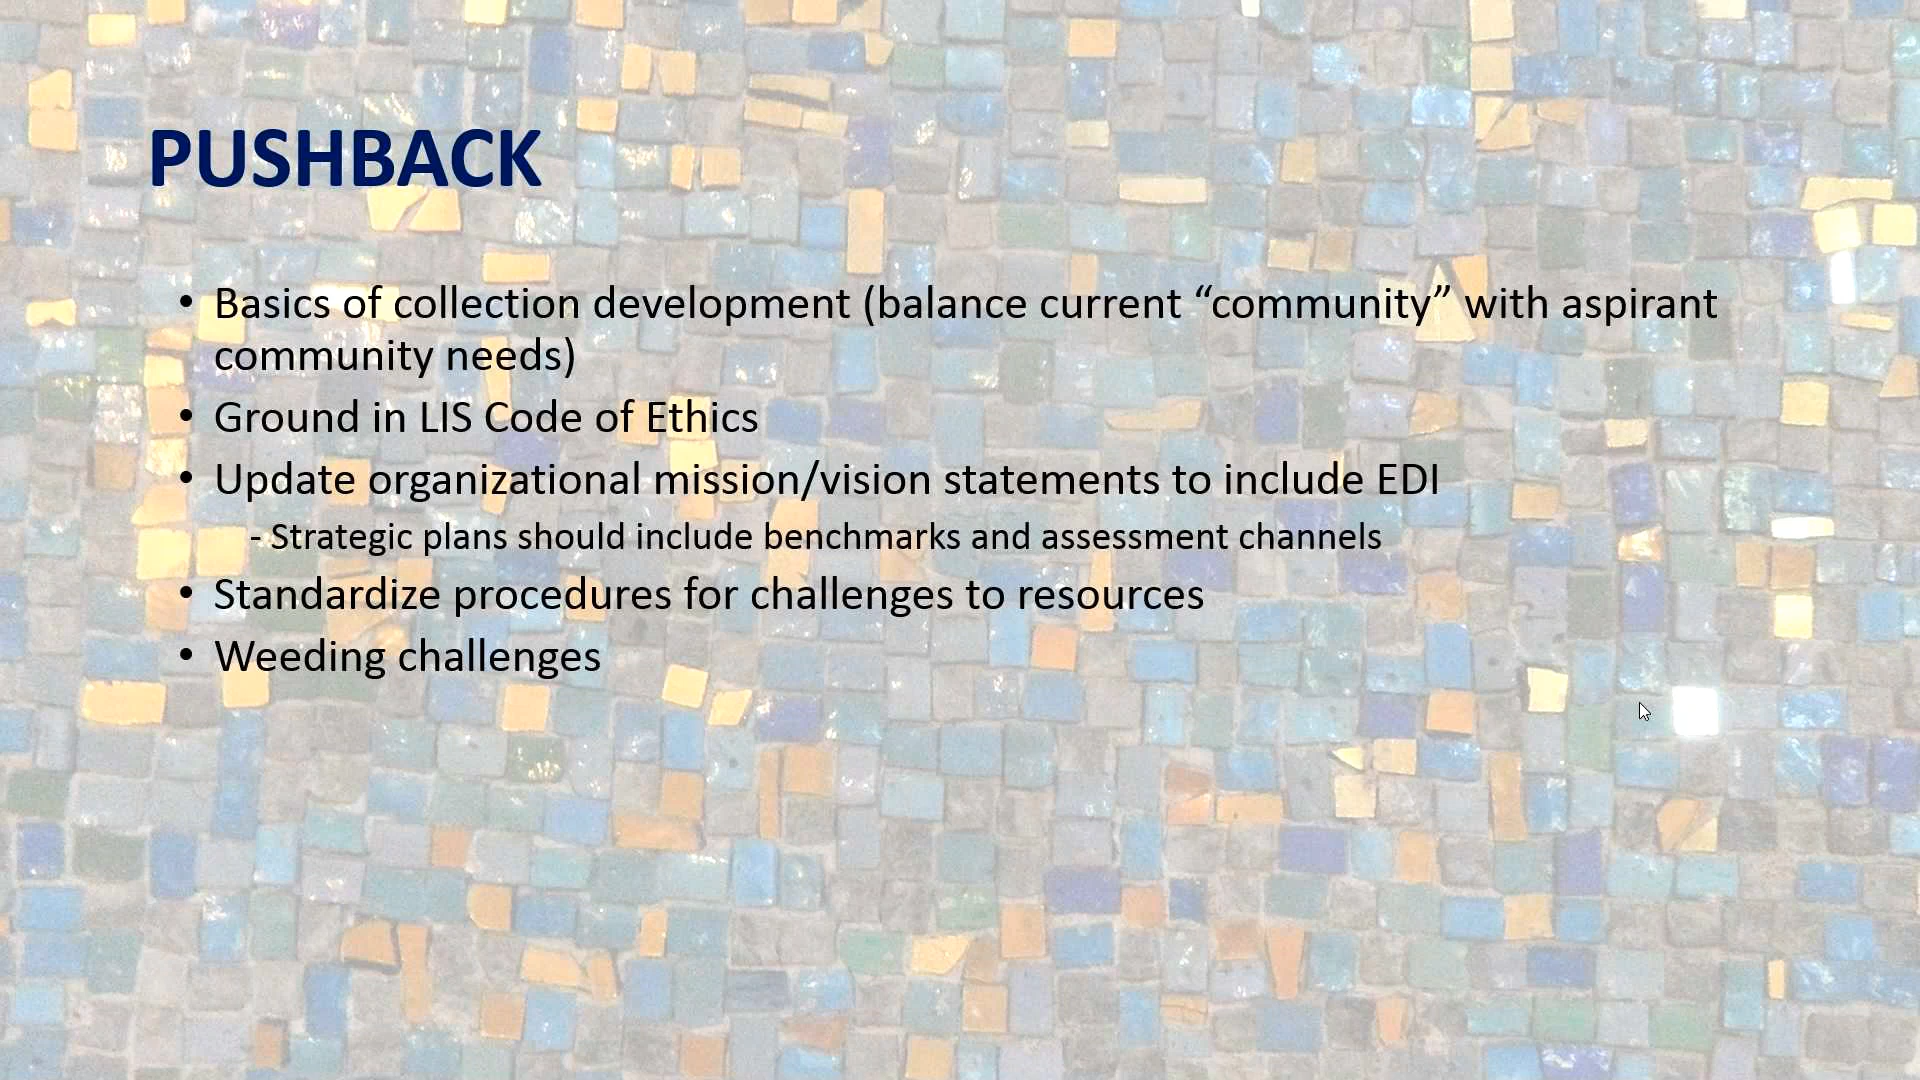 PUSHBACK
• Basics of collection development (balance current “community” with aspirant
community needs)
• Ground in LIS Code of Ethics
• Update organizational mission/vision statements to include EDI
- Strategic plans should include benchmarks and assessment channels
• Standardize procedures for challenges to resources
• Weeding challenges